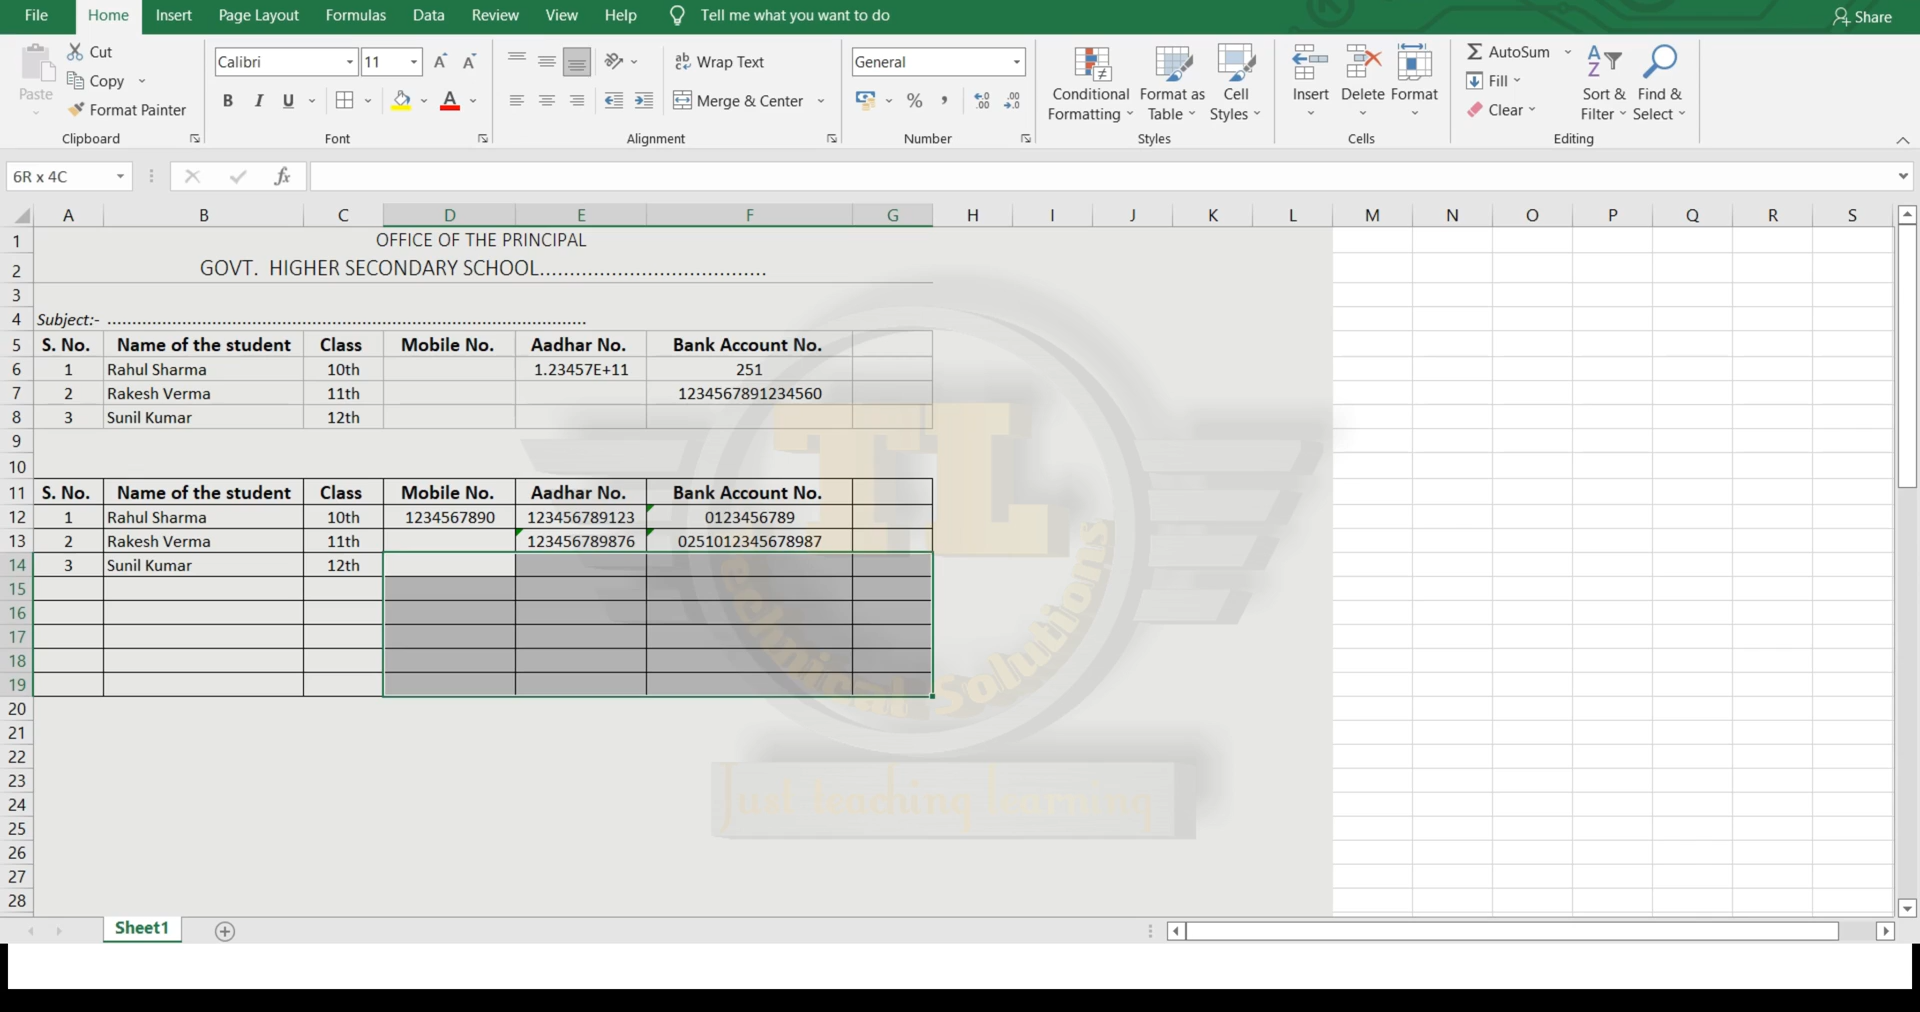 File Home Insert Page Layout Formulas Data Review View Help Tell me what you want to do Share
Cut
Copy
Paste
Format Painter
Clipboard
Calibri 11
B I U
Font
Wrap Text
Merge & Center
Alignment
General
% ,
Number
Conditional Formatting
Format as Table
Cell Styles
Styles
Insert Delete Format
Cells
AutoSum
Fill
Clear
Sort & Filter
Find & Select
Editing
6R x 4C fx
A B C D E F G H I J K L M N O P Q R S
1 OFFICE OF THE PRINCIPAL
2 GOVT. HIGHER SECONDARY SCHOOL......................................
3
4 Subject:- ................................................................................................
5 S. No. Name of the student Class Mobile No. Aadhar No. Bank Account No.
6 1 Rahul Sharma 10th 1.23457E+11 251
7 2 Rakesh Verma 11th 1234567891234560
8 3 Sunil Kumar 12th
9
10
11 S. No. Name of the student Class Mobile No. Aadhar No. Bank Account No.
12 1 Rahul Sharma 10th 1234567890 123456789123 0123456789
13 2 Rakesh Verma 11th 123456789876 0251012345678987
14 3 Sunil Kumar 12th
15
16
17
18
19
20
21
22
23
24
25
26
27
28
TL
Technical Solutions
Just teaching learning
Sheet1